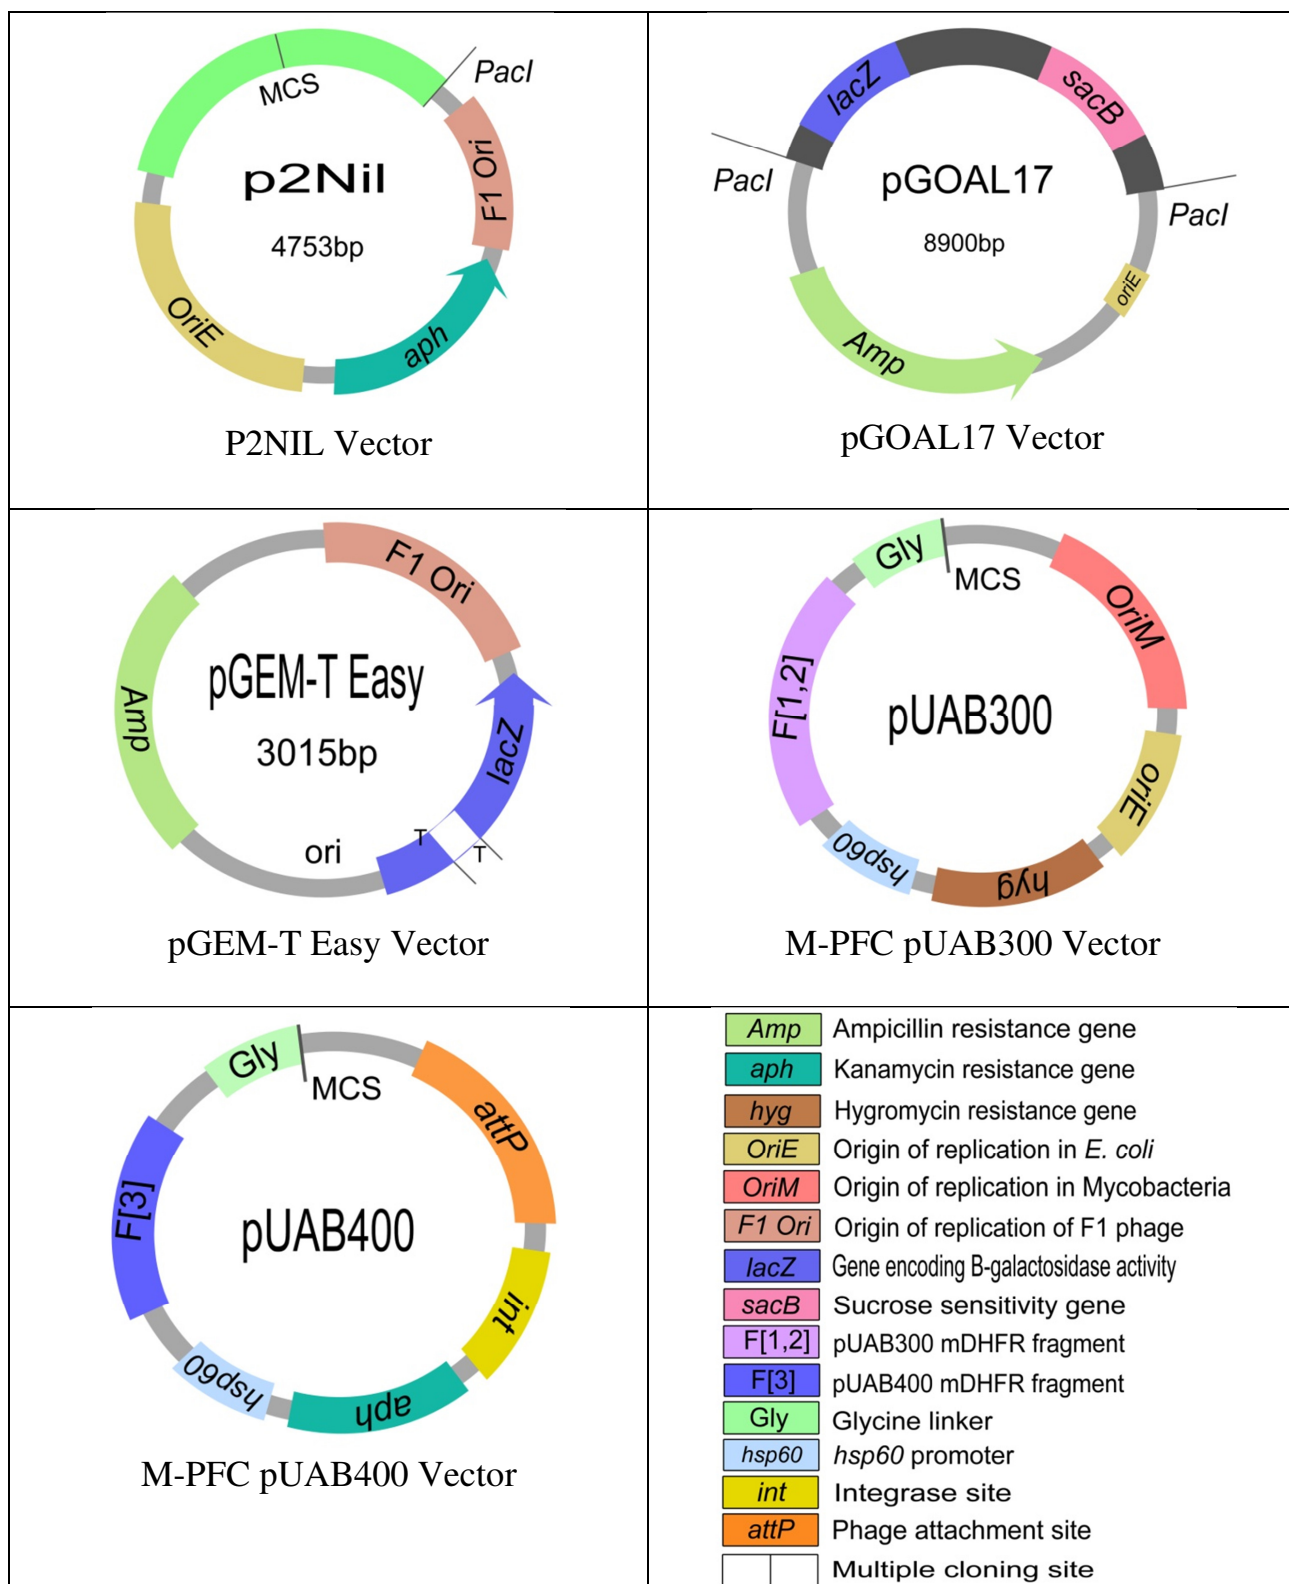 MCS
PacI
p2Nil
4753bp
F1 Ori
OriE
aph
P2NIL Vector
lacZ
sacB
PacI
pGOAL17
PacI
8900bp
oriE
Amp
pGOAL17 Vector
F1 Ori
pGEM-T Easy
Amp
3015bp
lacZ
T
T
ori
pGEM-T Easy Vector
Gly
MCS
OriM
F[1,2]
pUAB300
oriE
hsp60
hyg
M-PFC pUAB300 Vector
Gly
MCS
attP
F[3]
pUAB400
int
hsp60
aph
M-PFC pUAB400 Vector
Amp Ampicillin resistance gene
aph Kanamycin resistance gene
hyg Hygromycin resistance gene
OriE Origin of replication in E. coli
OriM Origin of replication in Mycobacteria
F1 Ori Origin of replication of F1 phage
lacZ Gene encoding B-galactosidase activity
sacB Sucrose sensitivity gene
F[1,2] pUAB300 mDHFR fragment
F[3] pUAB400 mDHFR fragment
Gly Glycine linker
hsp60 hsp60 promoter
int Integrase site
attP Phage attachment site
Multiple cloning site